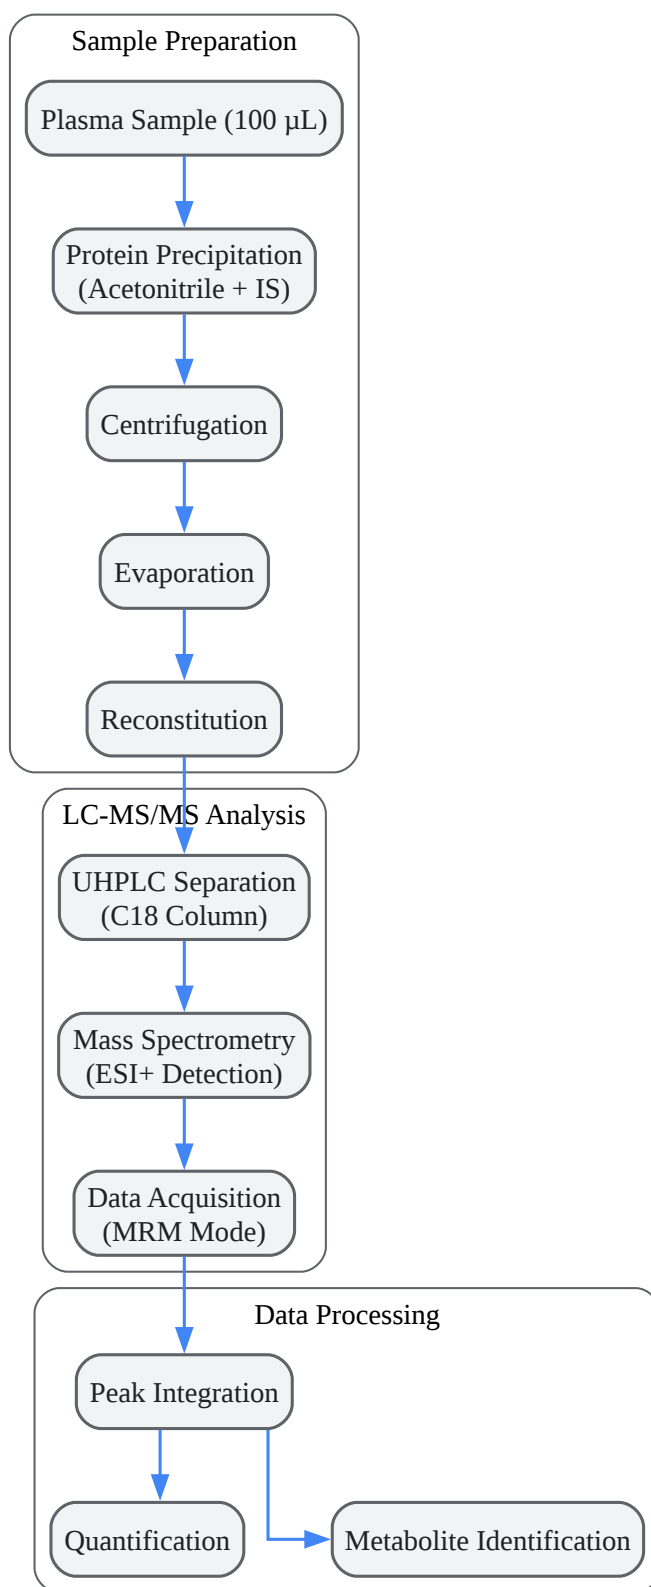 Sample Preparation
Plasma Sample (100 µL)
Protein Precipitation
(Acetonitrile + IS)
Centrifugation
Evaporation
Reconstitution
LC-MS/MS Analysis
UHPLC Separation
(C18 Column)
Mass Spectrometry
(ESI+ Detection)
Data Acquisition
(MRM Mode)
Data Processing
Peak Integration
Quantification
Metabolite Identification